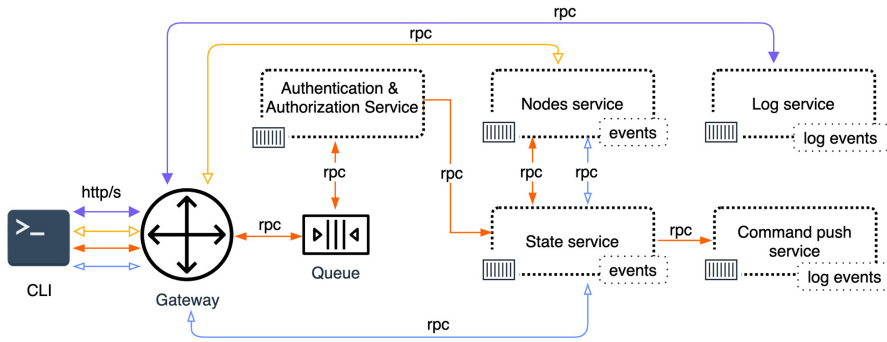 rpc
rpc
Authentication &
Authorization Service
Nodes service
events
Log service
log events
http/s
rpc
rpc
rpc
rpc
>_
rpc
rpc
State service
events
Command push
service
log events
Queue
CLI
Gateway
rpc